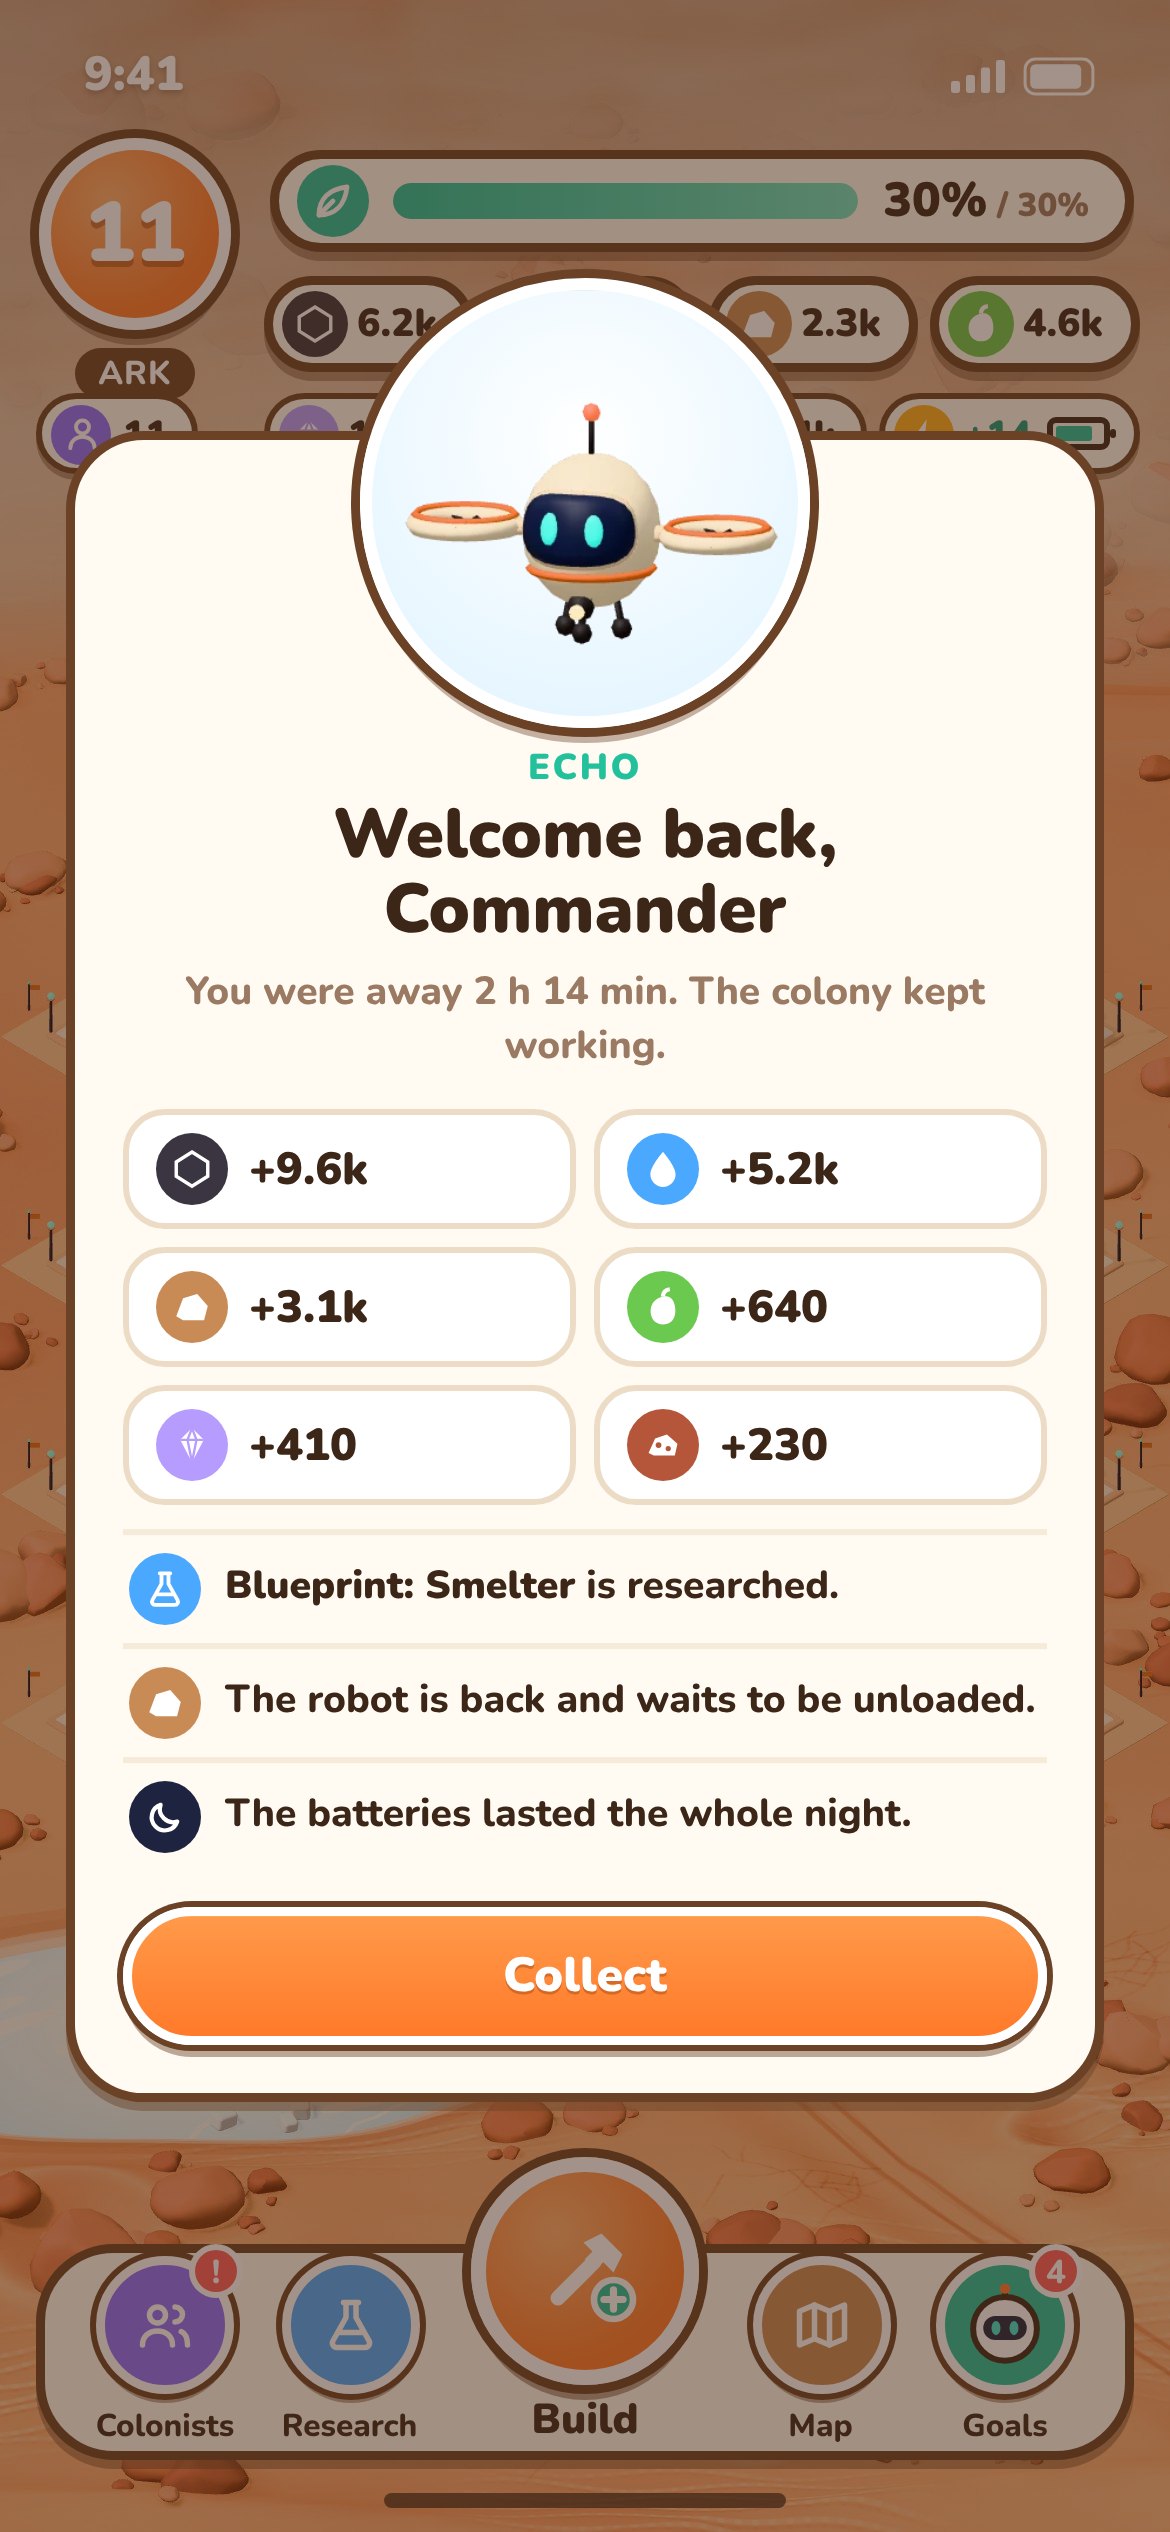 9:41
11
30% / 30%
6.2k
2.3k
4.6k
ARK
11
+14
ECHO
Welcome back,
Commander
You were away 2 h 14 min. The colony kept
working.
+9.6k
+5.2k
+3.1k
+640
+410
+230
Blueprint: Smelter is researched.
The robot is back and waits to be unloaded.
The batteries lasted the whole night.
Collect
!
4
Colonists
Research
Build
Map
Goals